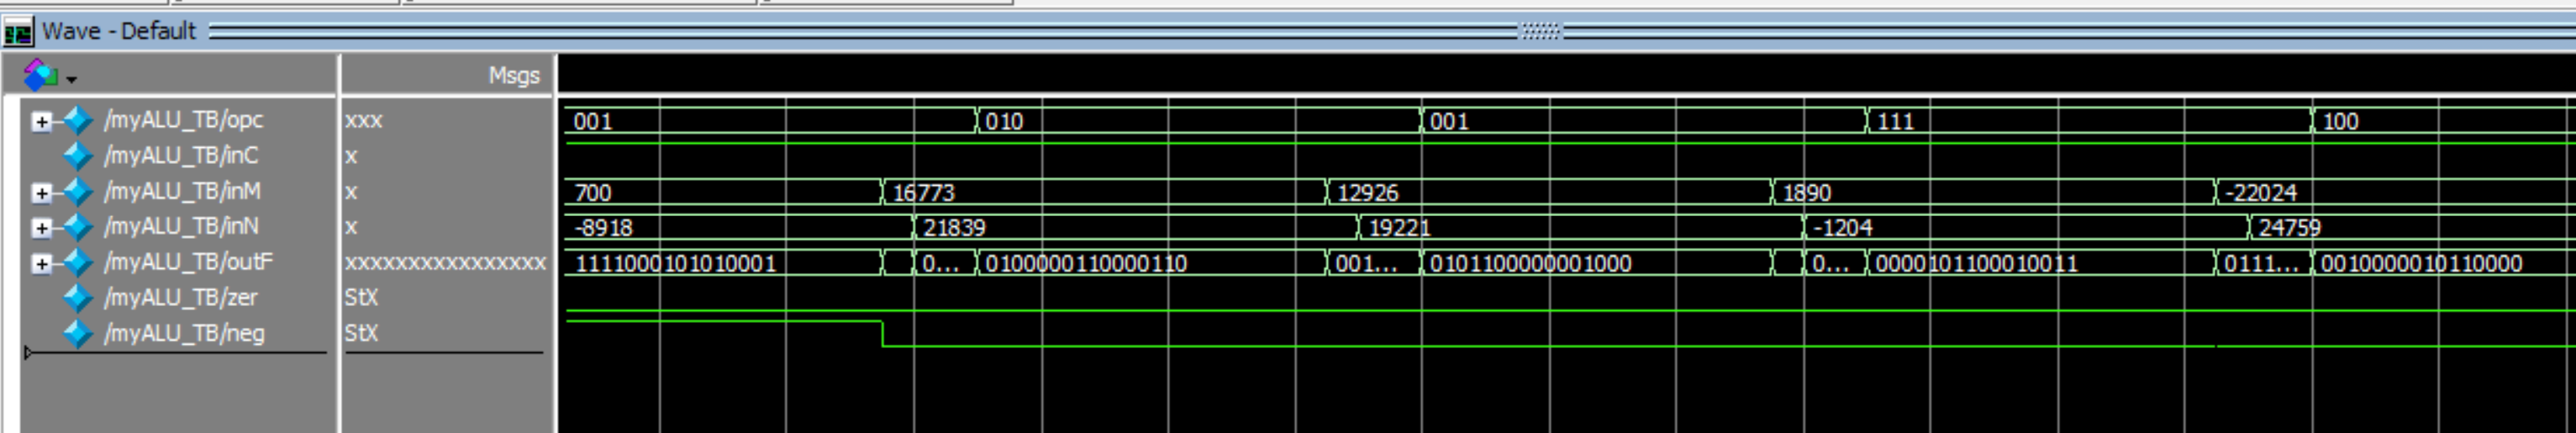 Wave - Default
Msgs
/myALU_TB/opc xxx 001 010 001 111 100
/myALU_TB/inC x
/myALU_TB/inM x 700 16773 12926 1890 -22024
/myALU_TB/inN x -8918 21839 19221 -1204 24759
/myALU_TB/outF xxxxxxxxxxxxxxxx 1111000101010001 0... 0100000110000110 001... 0101100000001000 0... 0000101100010011 0111... 0010000010110000
/myALU_TB/zer StX
/myALU_TB/neg StX